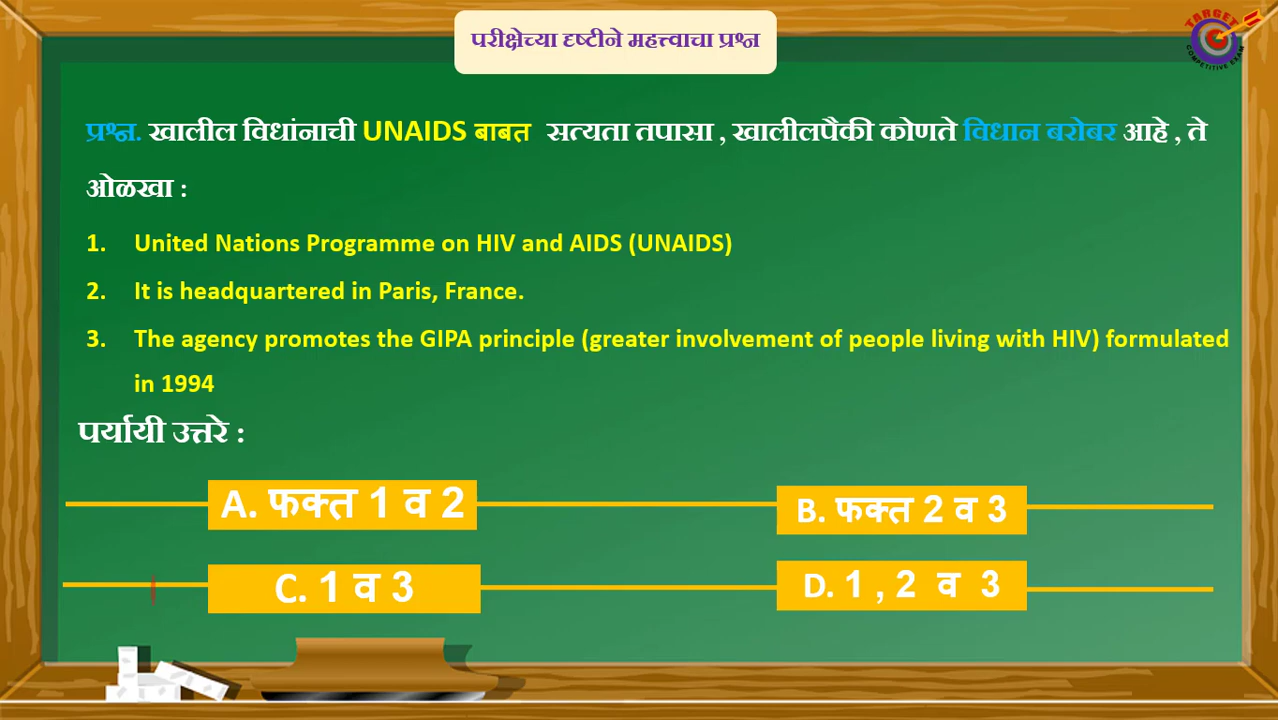 परीक्षेच्या दृष्टीने महत्त्वाचा प्रश्न
TARGET
COMPETITIVE EXAM
प्रश्न. खालील विधांनाची UNAIDS बाबत सत्यता तपासा , खालीलपैकी कोणते विधान बरोबर आहे , ते
ओळखा :
1. United Nations Programme on HIV and AIDS (UNAIDS)
2. It is headquartered in Paris, France.
3. The agency promotes the GIPA principle (greater involvement of people living with HIV) formulated
in 1994
पर्यायी उत्तरे :
A. फक्त 1 व 2
B. फक्त 2 व 3
C. 1 व 3
D. 1 , 2 व 3